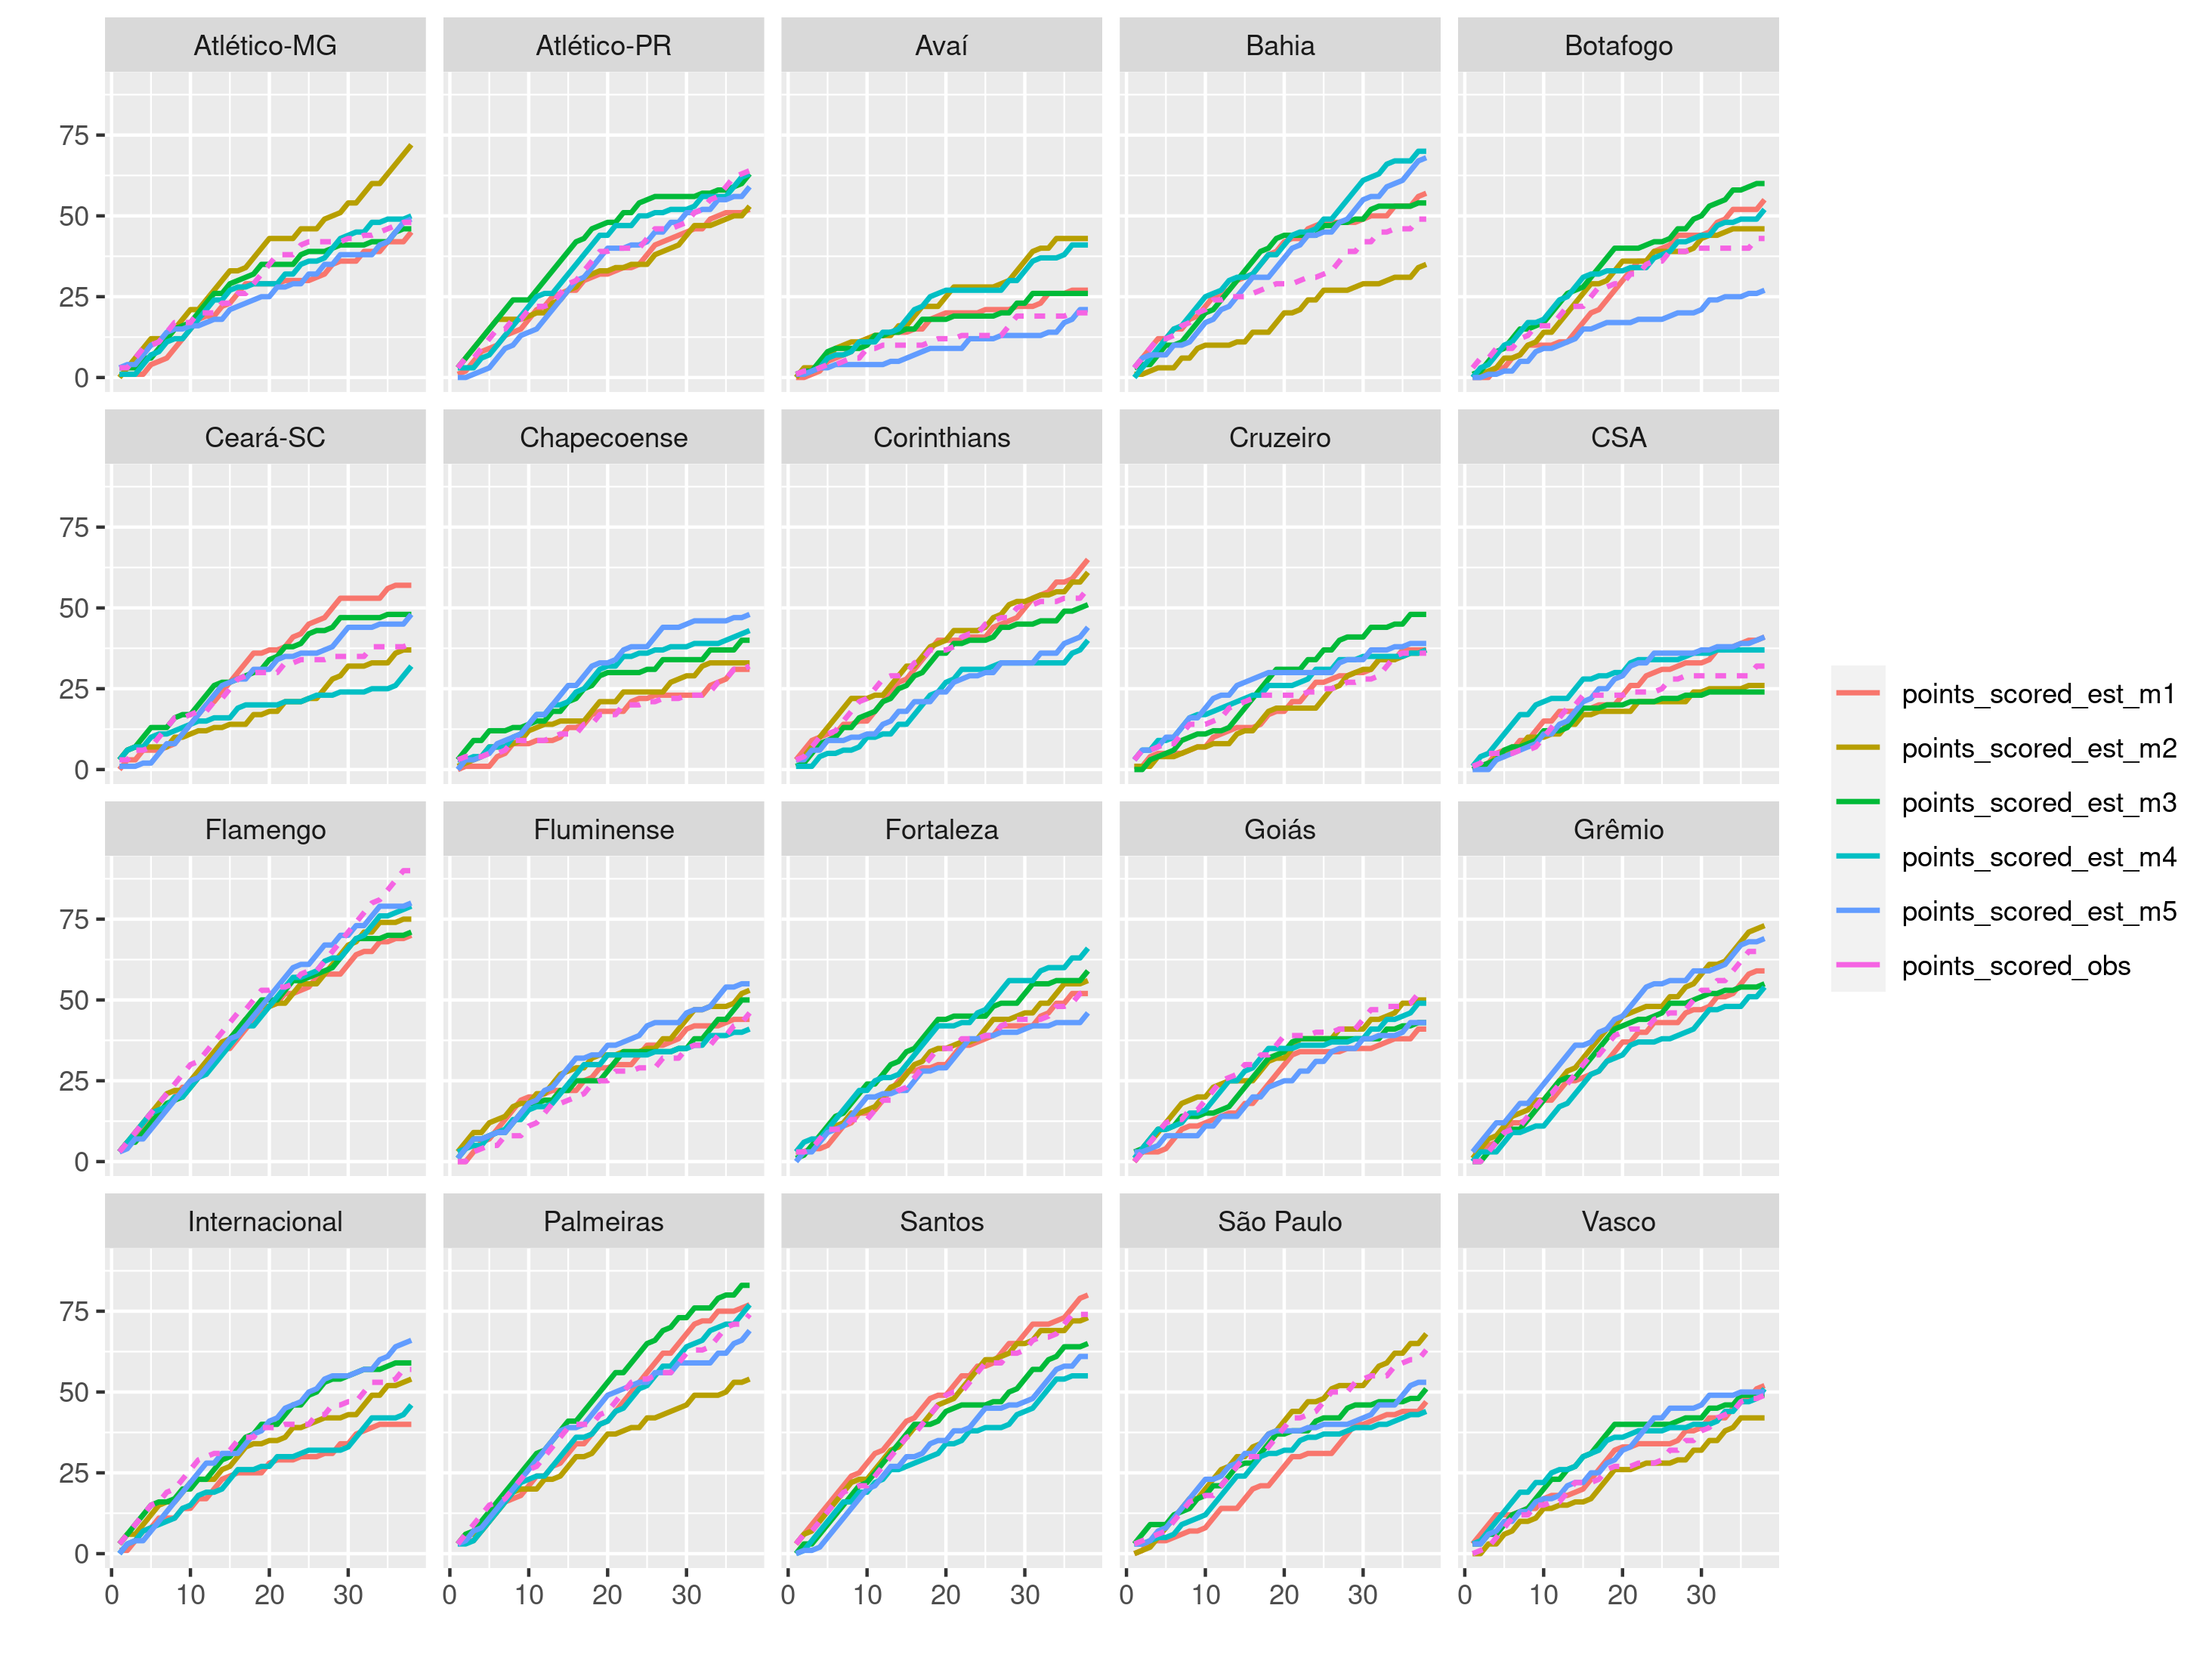 Atlético-MG
Atlético-PR
Avaí
Bahia
Botafogo
75
50
25
0
Ceará-SC
Chapecoense
Corinthians
Cruzeiro
CSA
75
50
25
0
Flamengo
Fluminense
Fortaleza
Goiás
Grêmio
75
50
25
0
Internacional
Palmeiras
Santos
São Paulo
Vasco
75
50
25
0
0 10 20 30
0 10 20 30
0 10 20 30
0 10 20 30
0 10 20 30
points_scored_est_m1
points_scored_est_m2
points_scored_est_m3
points_scored_est_m4
points_scored_est_m5
points_scored_obs